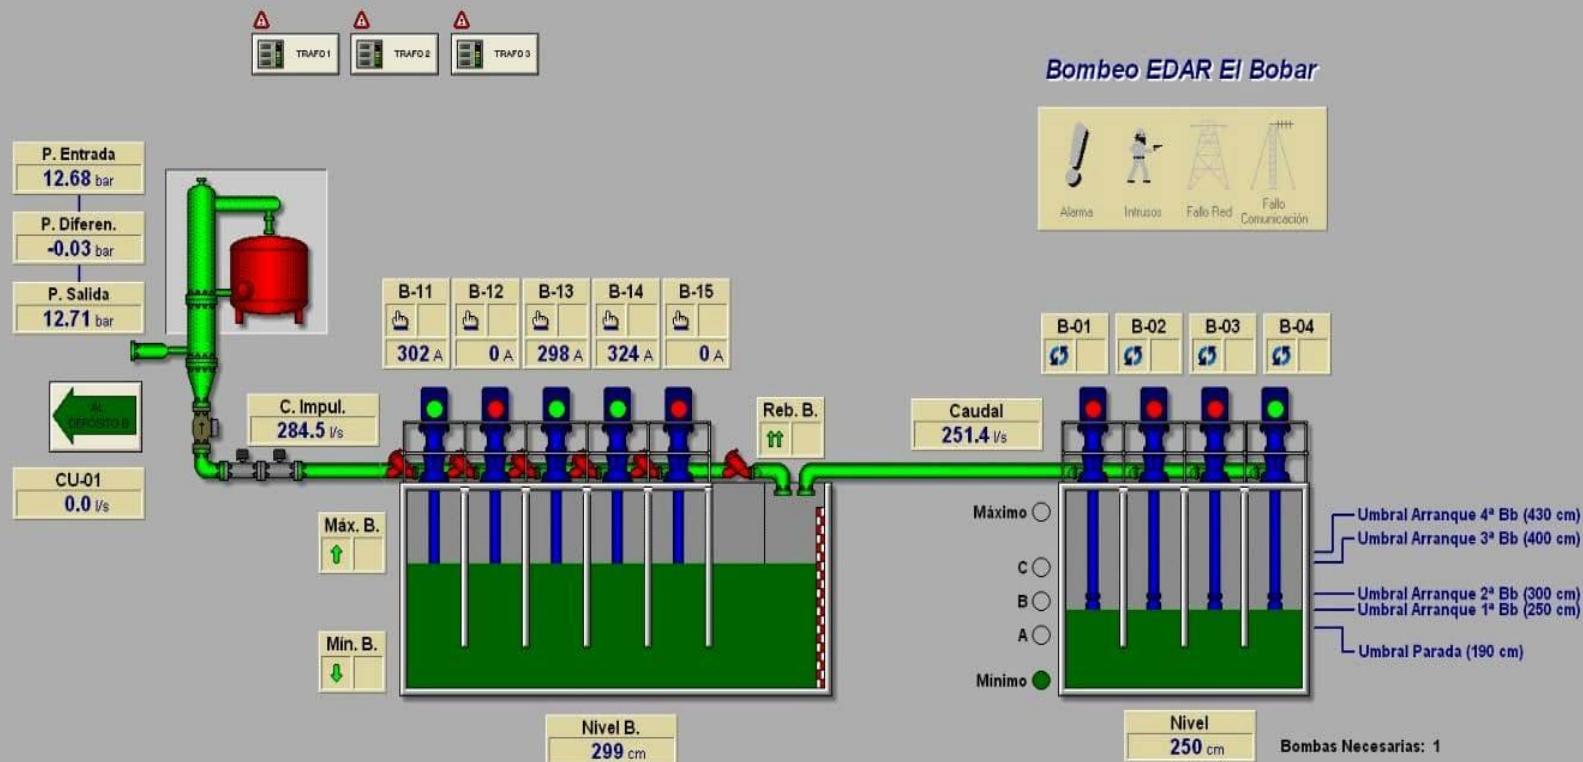 TRAFO 1
TRAFO 2
TRAFO 3
Bombeo EDAR El Bobar
Alarma
Intrusos
Fallo Red
Fallo
Comunicación
P. Entrada
12.68 bar
P. Diferen.
-0.03 bar
P. Salida
12.71 bar
AL
DEPÓSITO B
CU-01
0.0 l/s
C. Impul.
284.5 l/s
B-11
302 A
B-12
0 A
B-13
298 A
B-14
324 A
B-15
0 A
Reb. B.
Caudal
251.4 l/s
B-01
B-02
B-03
B-04
Máx. B.
Mín. B.
Nivel B.
299 cm
Máximo
C
B
A
Mínimo
Umbral Arranque 4ª Bb (430 cm)
Umbral Arranque 3ª Bb (400 cm)
Umbral Arranque 2ª Bb (300 cm)
Umbral Arranque 1ª Bb (250 cm)
Umbral Parada (190 cm)
Nivel
250 cm
Bombas Necesarias: 1